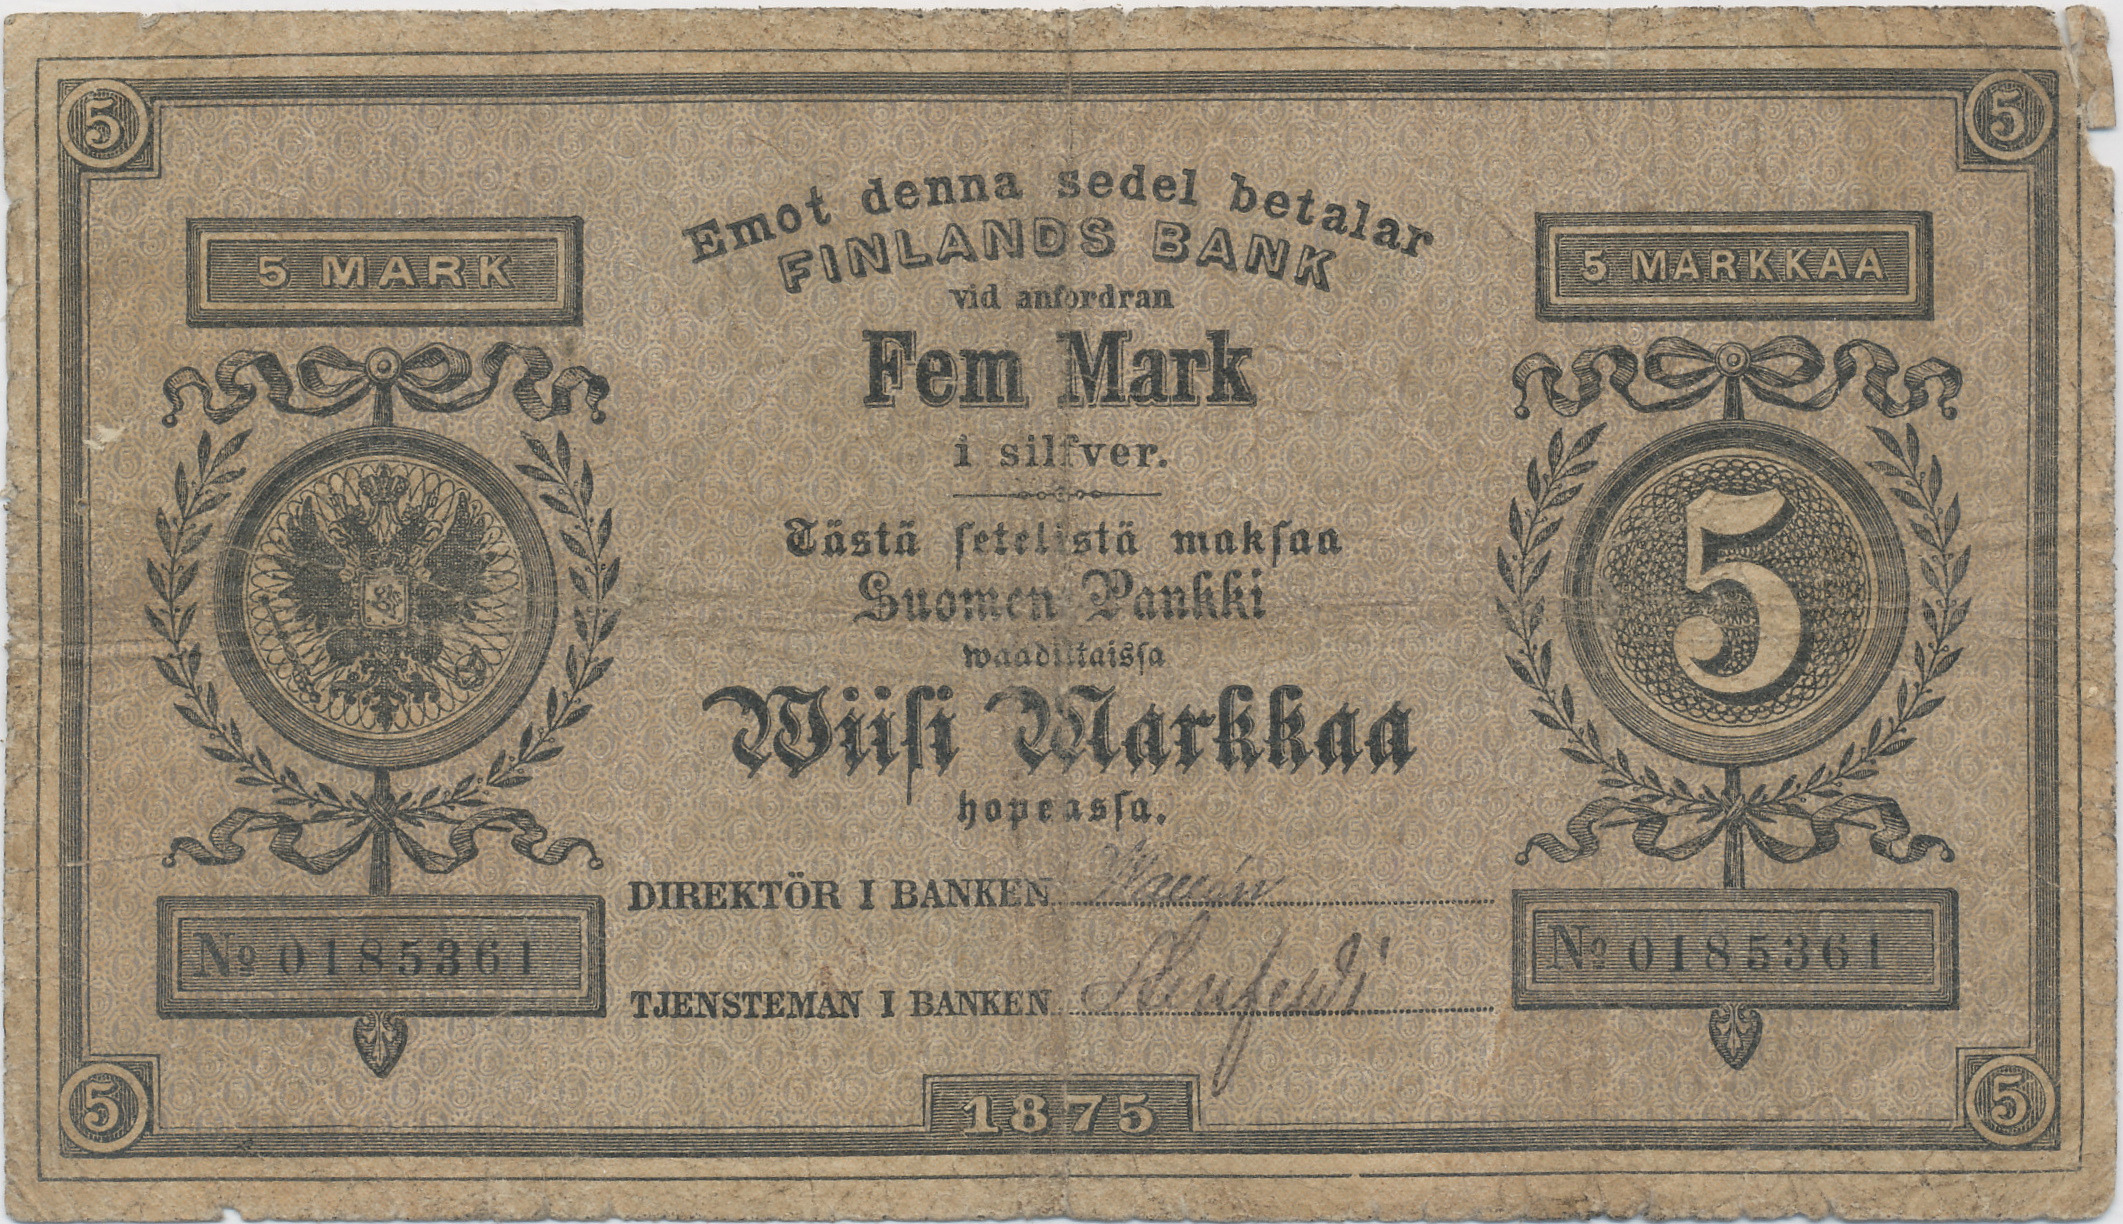 5
5
5 MARK
5 MARKKAA
Emot denna sedel betalar
FINLANDS BANK
vid anfordran
Fem Mark
i silfver.
5
Tästä setelistä maksaa
Suomen Pankki
waadittaissa
Wiisi Markkaa
hopeassa.
DIREKTÖR I BANKEN
No 0185361
No 0185361
TJENSTEMAN I BANKEN
5
1875
5